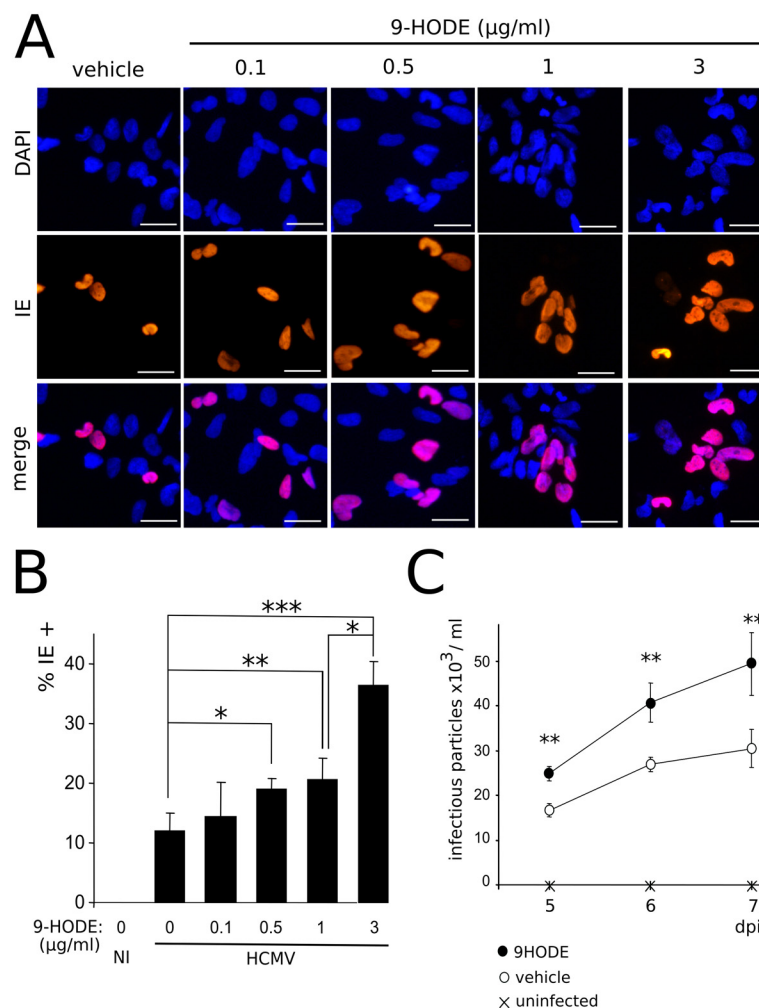 A
9-HODE (µg/ml)
vehicle 0.1 0.5 1 3
DAPI
IE
merge
B
% IE +
***
*
**
*
40
30
20
10
0
9-HODE: 0 0 0.1 0.5 1 3
(µg/ml)
NI HCMV
C
infectious particles x10³/ ml
**
**
**
50
40
30
20
10
0
5 6 7
dpi
9HODE
vehicle
uninfected